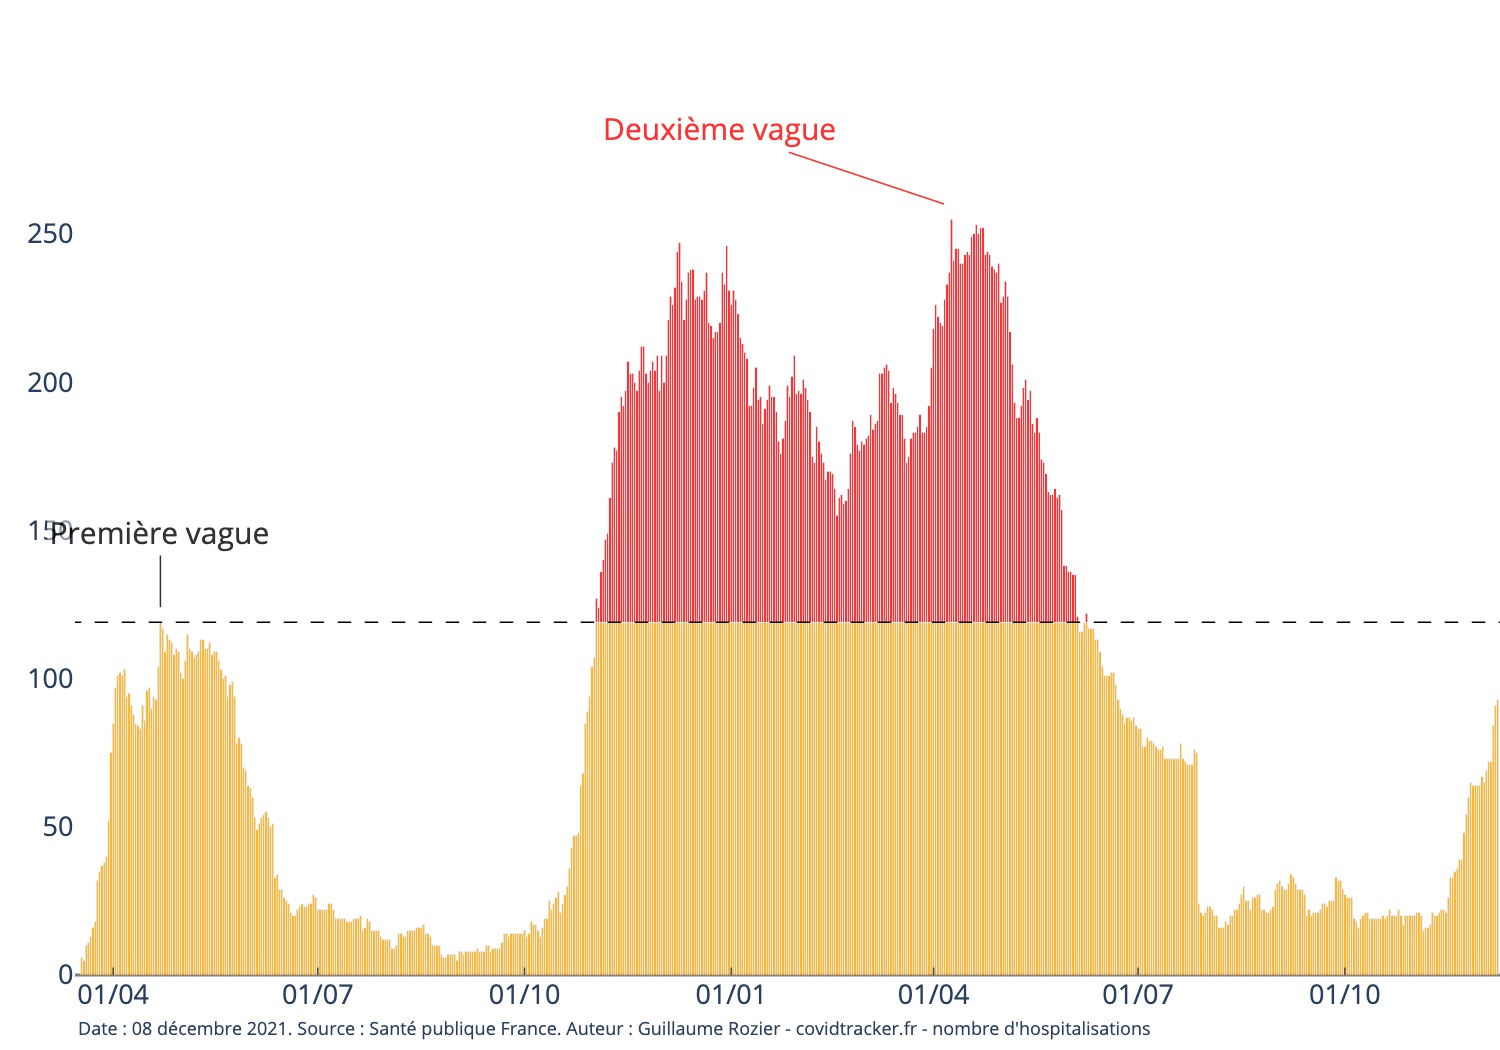 Deuxième vague
250
200
150
Première vague
100
50
0
01/04 01/07 01/10 01/01 01/04 01/07 01/10
Date : 08 décembre 2021. Source : Santé publique France. Auteur : Guillaume Rozier - covidtracker.fr - nombre d'hospitalisations